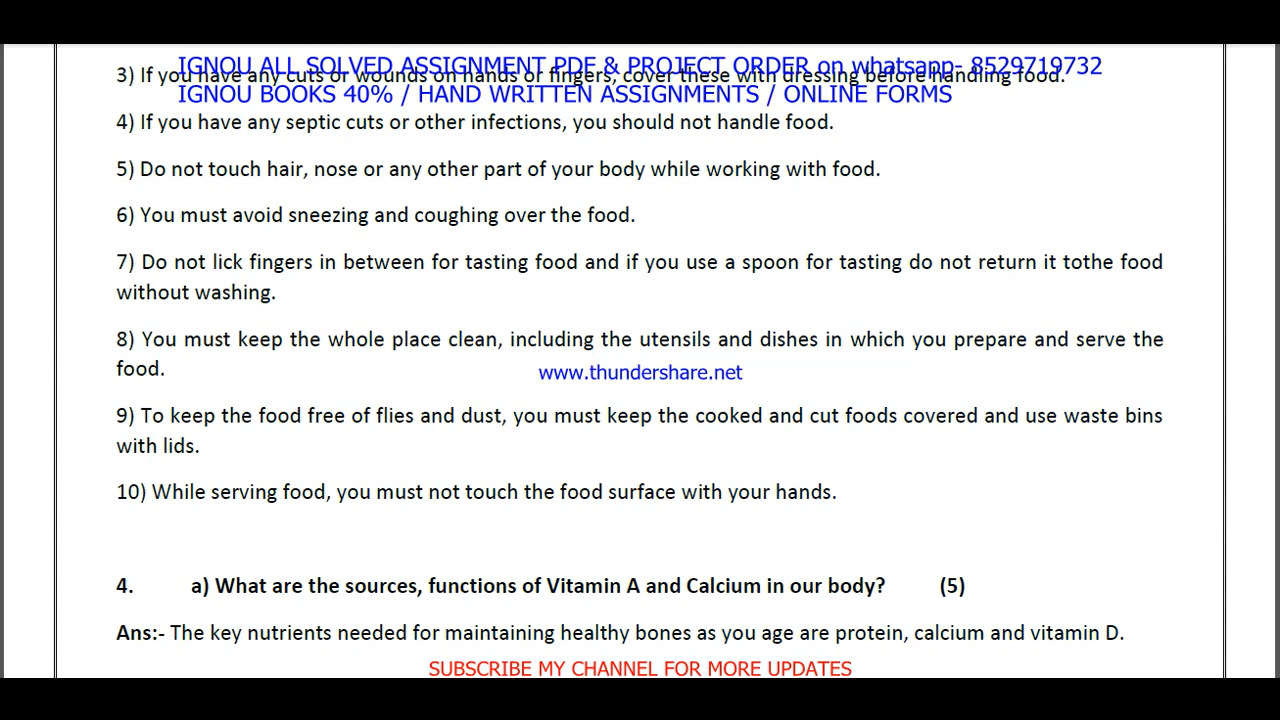 IGNOU ALL SOLVED ASSIGNMENT PDF & PROJECT ORDER on whatsapp- 8529719732
3) If you have any cuts or wounds on hands or fingers, cover these with dressing before handling food.
IGNOU BOOKS 40% / HAND WRITTEN ASSIGNMENTS / ONLINE FORMS
4) If you have any septic cuts or other infections, you should not handle food.
5) Do not touch hair, nose or any other part of your body while working with food.
6) You must avoid sneezing and coughing over the food.
7) Do not lick fingers in between for tasting food and if you use a spoon for tasting do not return it tothe food
without washing.
8) You must keep the whole place clean, including the utensils and dishes in which you prepare and serve the
food.
www.thundershare.net
9) To keep the food free of flies and dust, you must keep the cooked and cut foods covered and use waste bins
with lids.
10) While serving food, you must not touch the food surface with your hands.
4. a) What are the sources, functions of Vitamin A and Calcium in our body? (5)
Ans:- The key nutrients needed for maintaining healthy bones as you age are protein, calcium and vitamin D.
SUBSCRIBE MY CHANNEL FOR MORE UPDATES